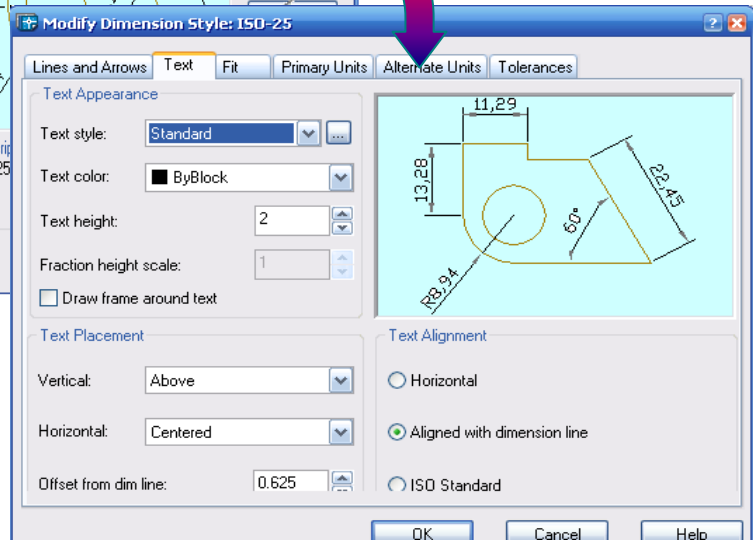 Modify Dimension Style: ISO-25
Lines and Arrows Text Fit Primary Units Alternate Units Tolerances
Text Appearance
Text style: Standard ...
Text color: ByBlock
Text height: 2
Fraction height scale: 1
Draw frame around text
11,29
13,28
22,45
60°
R8,94
Text Placement
Vertical: Above
Horizontal: Centered
Offset from dim line: 0.625
Text Alignment
Horizontal
Aligned with dimension line
ISO Standard
OK Cancel Help